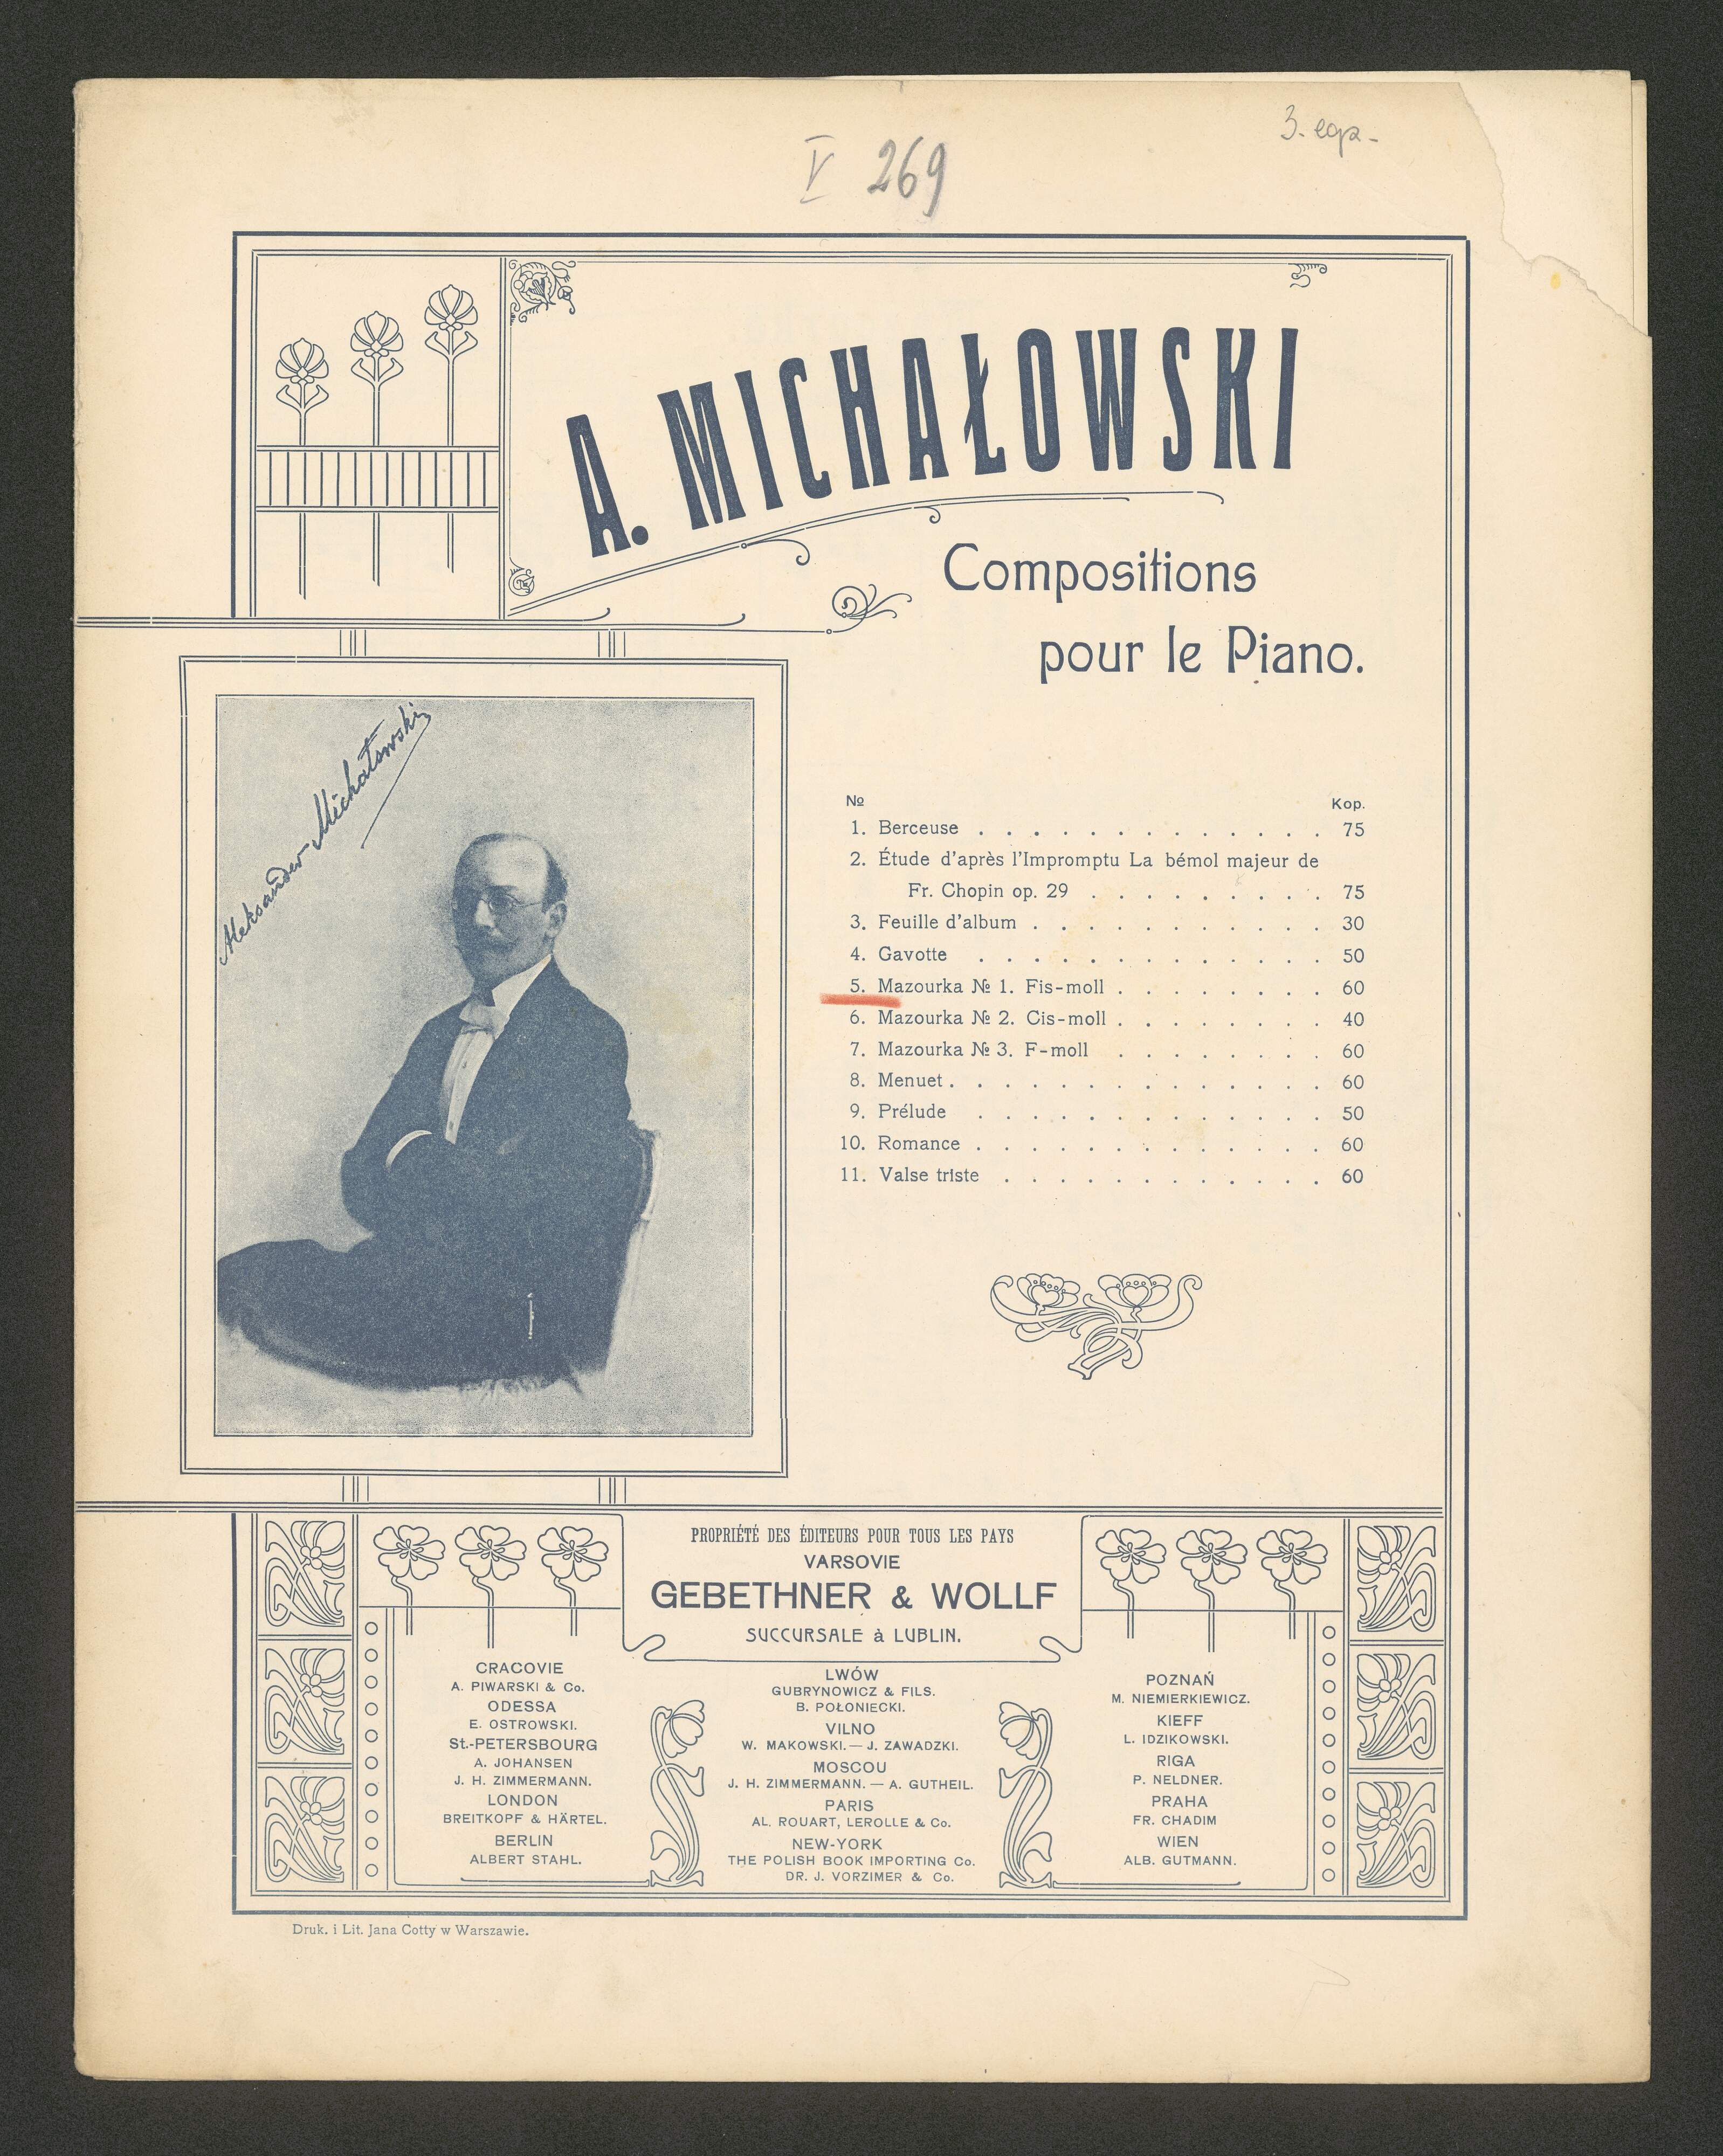 3. egz.
V 269
A. MICHAŁOWSKI
Compositions
pour le Piano.
Aleksander Michałowski
№ Kop.
1. Berceuse . . . . . . . . . . . . . 75
2. Étude d'après l'Impromptu La bémol majeur de
Fr. Chopin op. 29 . . . . . . . . . 75
3. Feuille d'album . . . . . . . . . . . 30
4. Gavotte . . . . . . . . . . . . . 50
5. Mazourka № 1. Fis-moll . . . . . . . . 60
6. Mazourka № 2. Cis-moll . . . . . . . . 40
7. Mazourka № 3. F-moll . . . . . . . . 60
8. Menuet . . . . . . . . . . . . . . 60
9. Prélude . . . . . . . . . . . . . 50
10. Romance . . . . . . . . . . . . . 60
11. Valse triste . . . . . . . . . . . . 60
PROPRIÉTÉ DES ÉDITEURS POUR TOUS LES PAYS
VARSOVIE
GEBETHNER & WOLLF
SUCCURSALE à LUBLIN.
CRACOVIE
A. PIWARSKI & Co.
ODESSA
E. OSTROWSKI.
St.-PETERSBOURG
A. JOHANSEN
J. H. ZIMMERMANN.
LONDON
BREITKOPF & HÄRTEL.
BERLIN
ALBERT STAHL.
LWÓW
GUBRYNOWICZ & FILS.
B. POŁONIECKI.
VILNO
W. MAKOWSKI. — J. ZAWADZKI.
MOSCOU
J. H. ZIMMERMANN. — A. GUTHEIL.
PARIS
AL. ROUART, LEROLLE & Co.
NEW-YORK
THE POLISH BOOK IMPORTING Co.
DR. J. VORZIMER & Co.
POZNAŃ
M. NIEMIERKIEWICZ.
KIEFF
L. IDZIKOWSKI.
RIGA
P. NELDNER.
PRAHA
FR. CHADIM
WIEN
ALB. GUTMANN.
Druk. i Lit. Jana Cotty w Warszawie.